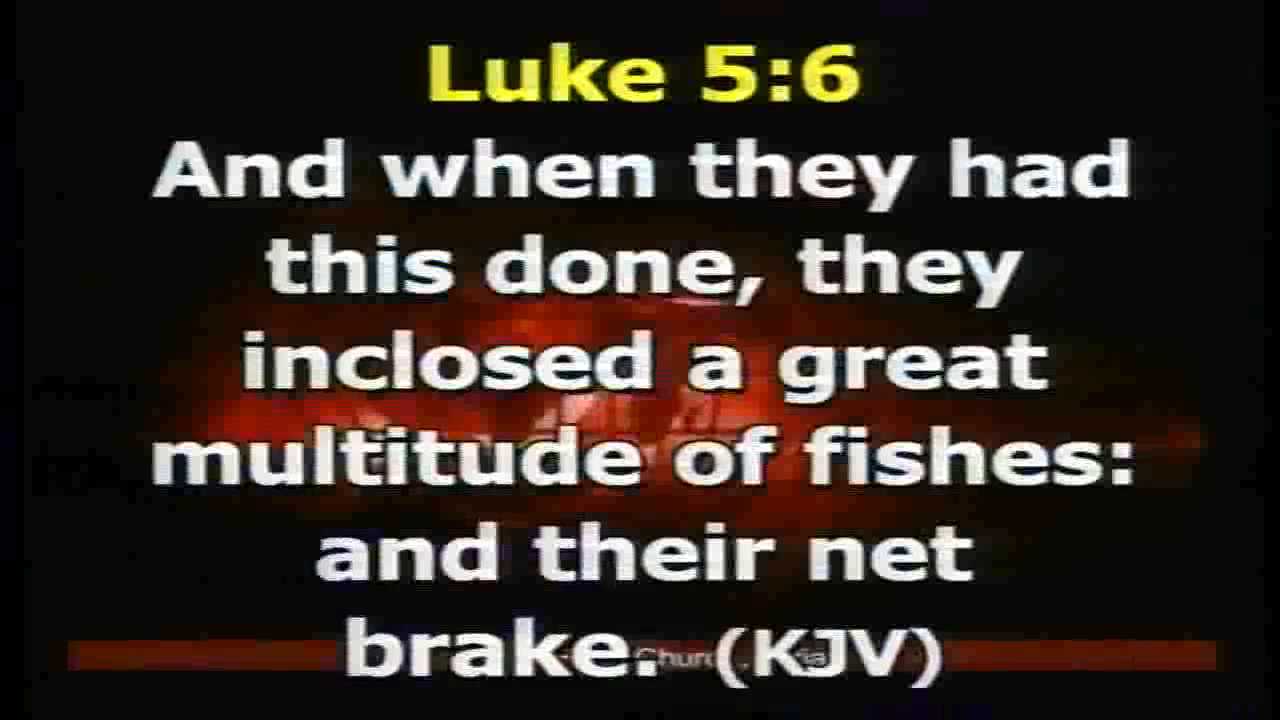 Luke 5:6
And when they had
this done, they
inclosed a great
multitude of fishes:
and their net
brake. (KJV)